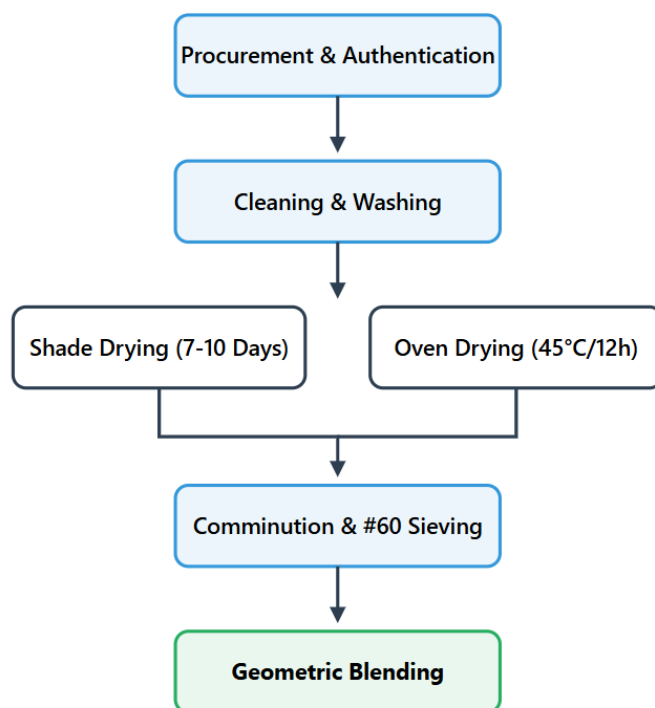 Procurement & Authentication
Cleaning & Washing
Shade Drying (7-10 Days)
Oven Drying (45°C/12h)
Comminution & #60 Sieving
Geometric Blending